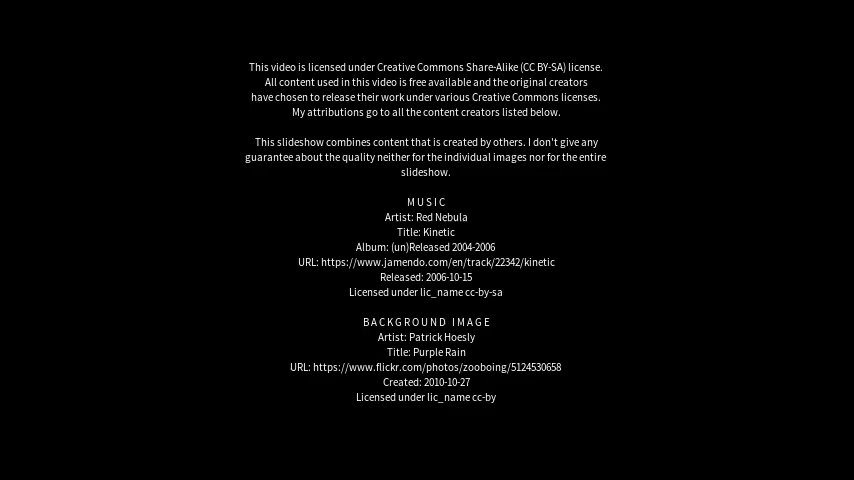 This video is licensed under Creative Commons Share-Alike (CC BY-SA) license.
All content used in this video is free available and the original creators
have chosen to release their work under various Creative Commons licenses.
My attributions go to all the content creators listed below.
This slideshow combines content that is created by others. I don't give any
guarantee about the quality neither for the individual images nor for the entire
slideshow.
MUSIC
Artist: Red Nebula
Title: Kinetic
Album: (un)Released 2004-2006
URL: https://www.jamendo.com/en/track/22342/kinetic
Released: 2006-10-15
Licensed under lic_name cc-by-sa
BACKGROUND IMAGE
Artist: Patrick Hoesly
Title: Purple Rain
URL: https://www.flickr.com/photos/zooboing/5124530658
Created: 2010-10-27
Licensed under lic_name cc-by